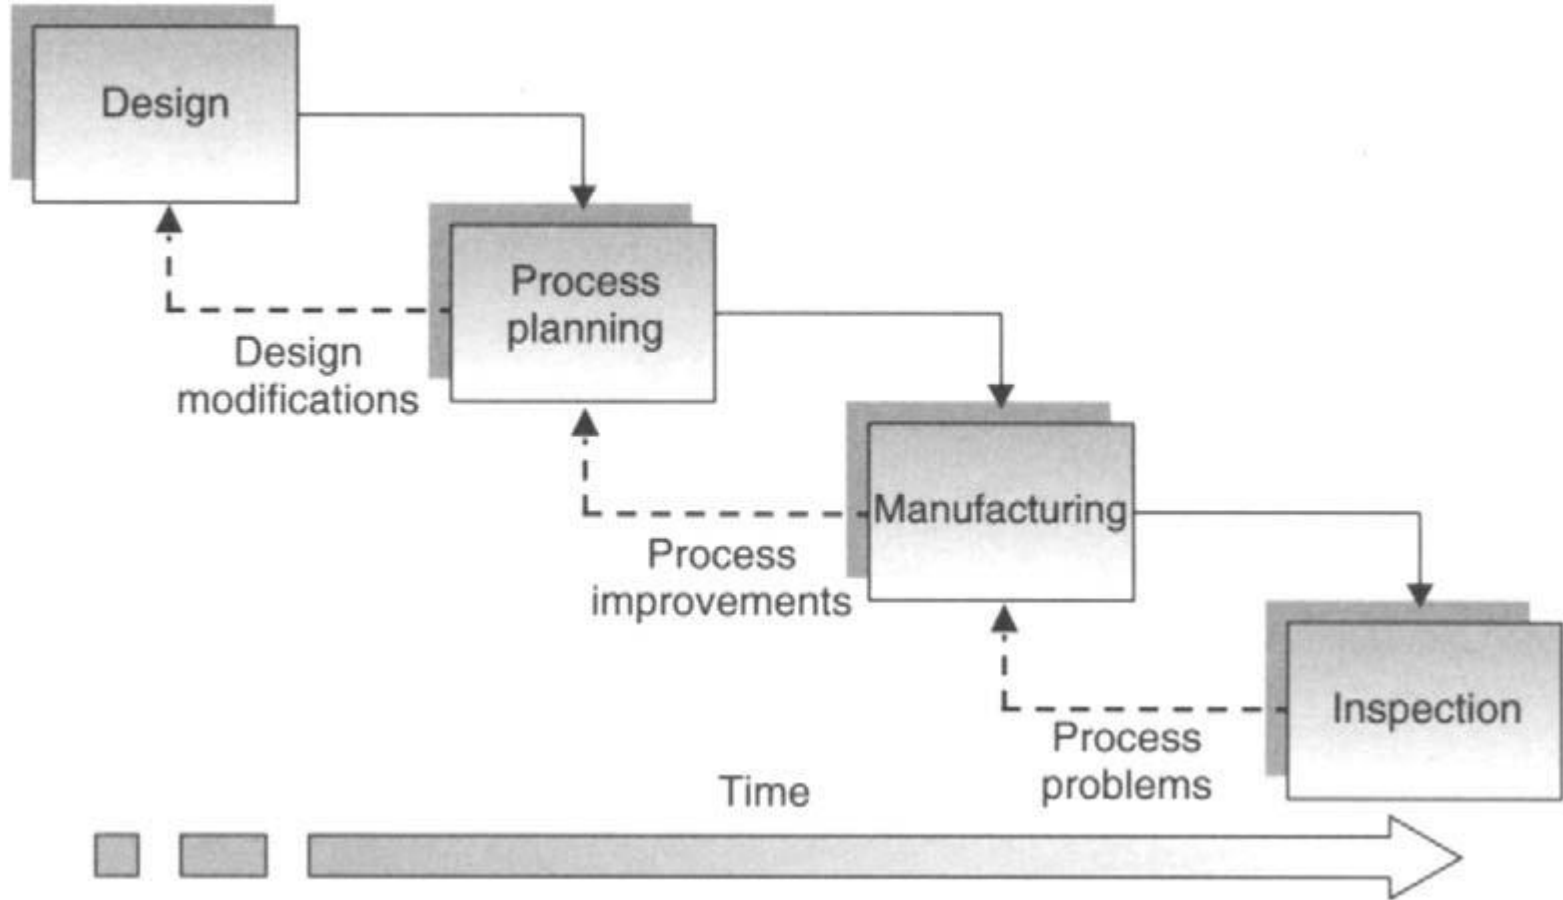 Design
Process
planning
Design
modifications
Manufacturing
Process
improvements
Inspection
Process
problems
Time